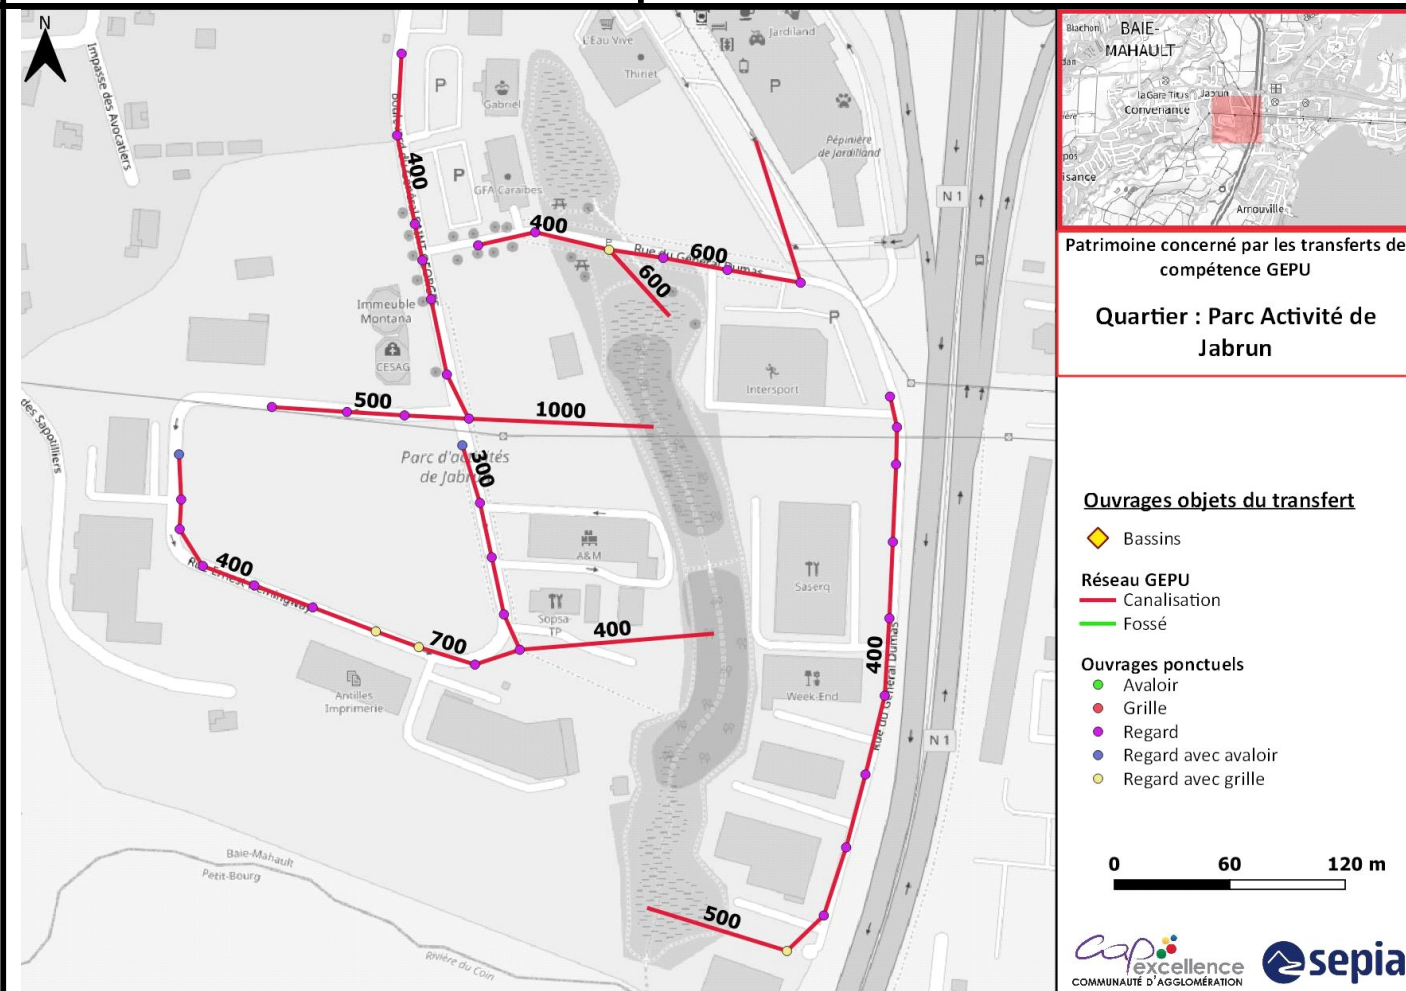 N
Impasse des Avocatiers
P
Gabriel
L'Eau Vive
Thiriet
Jardiland
P
Pépinière
de Jardiland
400
P
GFA Caraïbes
N 1
400
Rue du Général Dumas
600
600
Immeuble
Montana
CESAG
P
Intersport
500
1000
des Sapotilliers
Parc d'activités
de Jabrun
300
A&M
Saserq
400
Rue Ernest Hemingway
Sopsa-
TP
400
700
Antilles
Imprimerie
Week-End
400
Rue du Général Dumas
N 1
Baie-Mahault
Petit-Bourg
Rivière du Coin
500
Blachon
BAIE-
MAHAULT
la Gare Titus
Jabrun
Convenance
Arnouville
Patrimoine concerné par les transferts de
compétence GEPU
Quartier : Parc Activité de
Jabrun
Ouvrages objets du transfert
Bassins
Réseau GEPU
Canalisation
Fossé
Ouvrages ponctuels
Avaloir
Grille
Regard
Regard avec avaloir
Regard avec grille
0 60 120 m
Cap excellence
COMMUNAUTÉ D'AGGLOMÉRATION
sepia